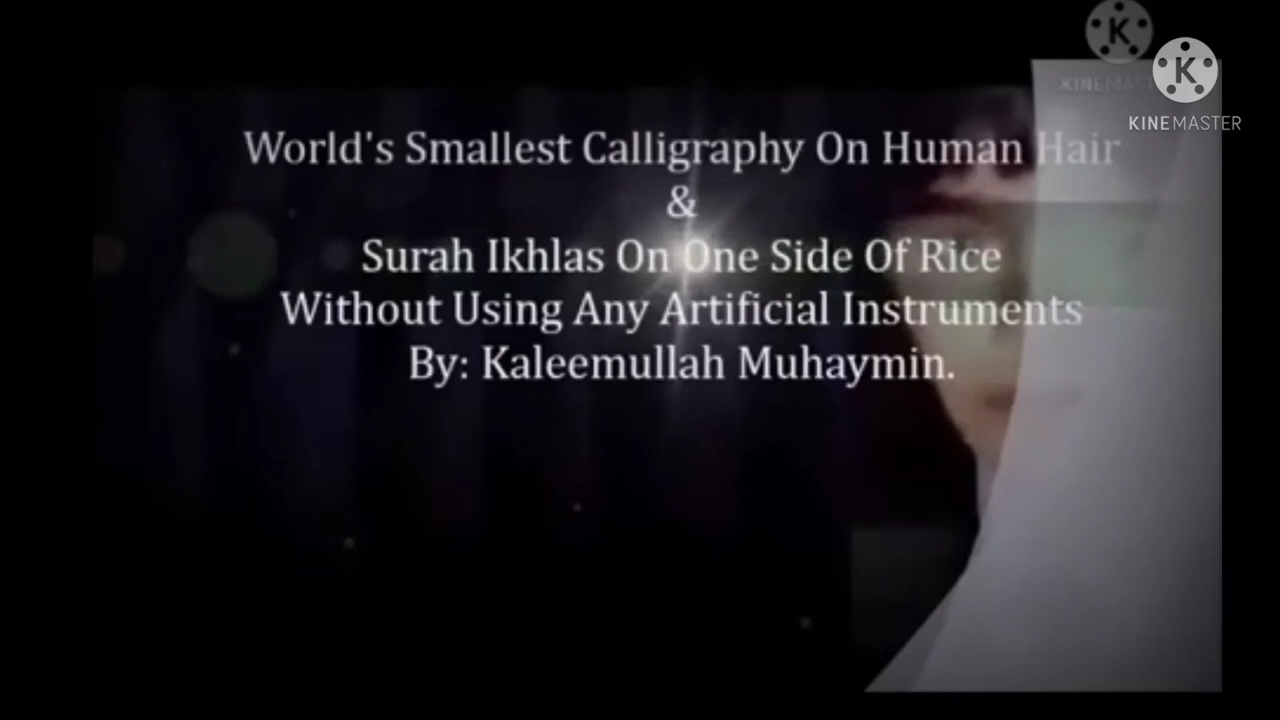 World's Smallest Calligraphy On Human Hair
&
Surah Ikhlas On One Side Of Rice
Without Using Any Artificial Instruments
By: Kaleemullah Muhaymin.
K
KINEMAST
K
KINEMASTER